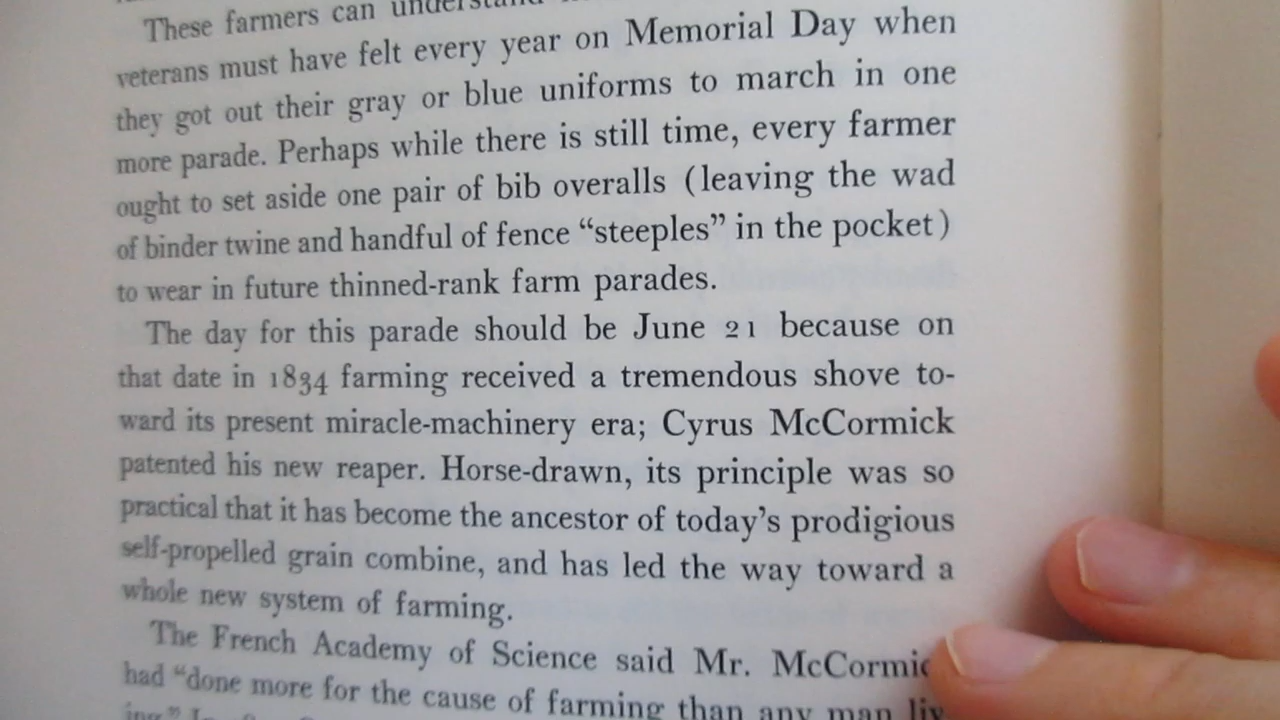 These farmers can understand
veterans must have felt every year on Memorial Day when
they got out their gray or blue uniforms to march in one
more parade. Perhaps while there is still time, every farmer
ought to set aside one pair of bib overalls (leaving the wad
of binder twine and handful of fence “steeples” in the pocket)
to wear in future thinned-rank farm parades.
The day for this parade should be June 21 because on
that date in 1834 farming received a tremendous shove to-
ward its present miracle-machinery era; Cyrus McCormick
patented his new reaper. Horse-drawn, its principle was so
practical that it has become the ancestor of today’s prodigious
self-propelled grain combine, and has led the way toward a
whole new system of farming.
The French Academy of Science said Mr. McCormic
had “done more for the cause of farming than any man liv
ing”